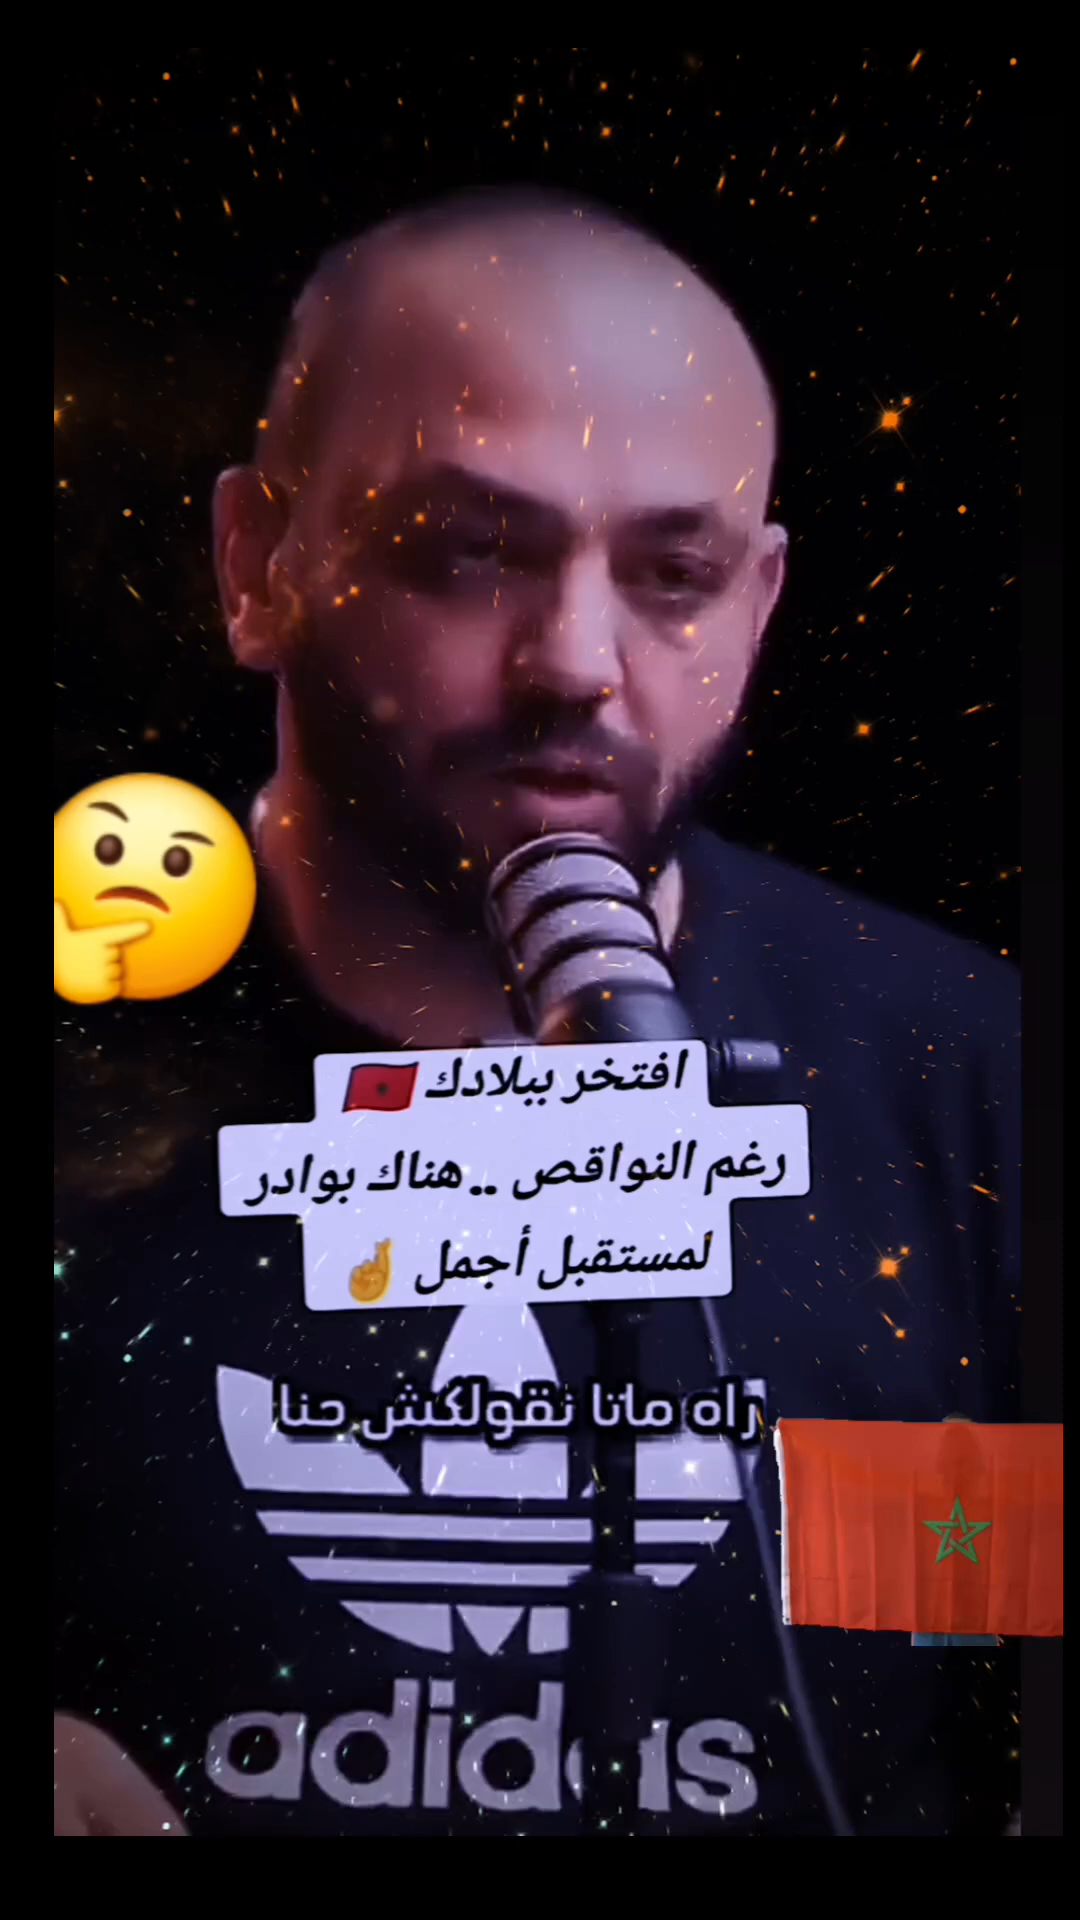 افتخر ببلادك 🇲🇦
رغم النواقص .. هناك بوادر
لمستقبل أجمل 🤞
راه ماتا نقولكش حنا
adidas